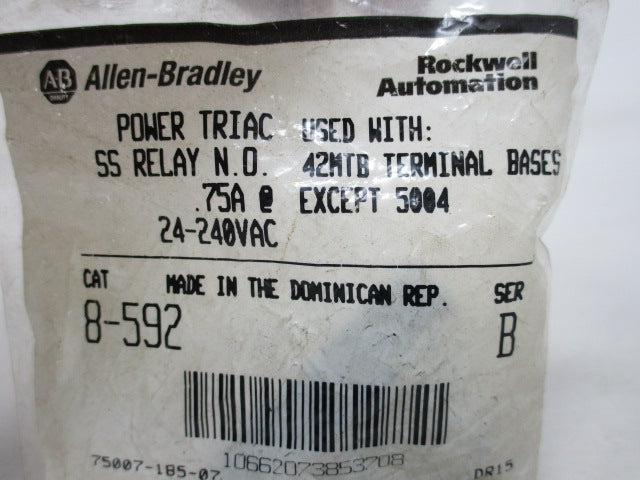 AB Allen-Bradley
QUALITY
Rockwell
Automation
POWER TRIAC
SS RELAY N.O.
.75A @
24-240VAC
USED WITH:
42MTB TERMINAL BASES
EXCEPT 5004
CAT
8-592
MADE IN THE DOMINICAN REP.
SER
B
10662073853708
75007-185-07
DR15